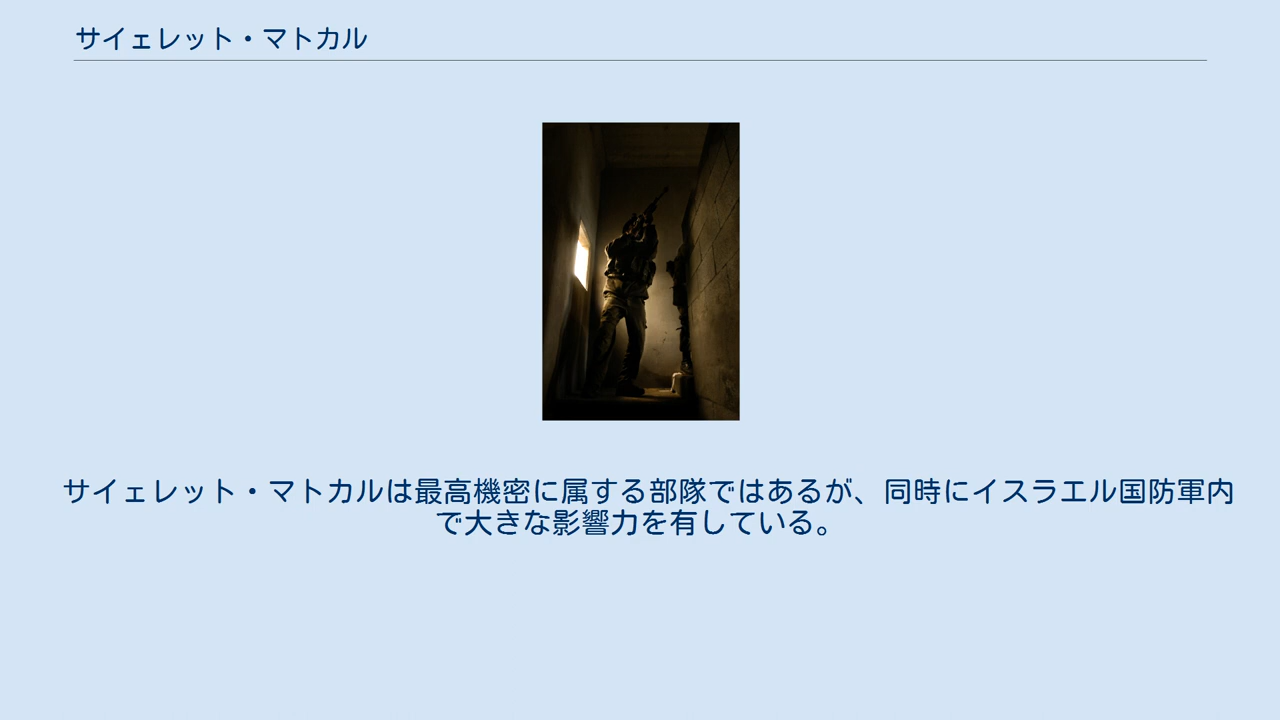 サイェレット・マトカル
サイェレット・マトカルは最高機密に属する部隊ではあるが、同時にイスラエル国防軍内
で大きな影響力を有している。